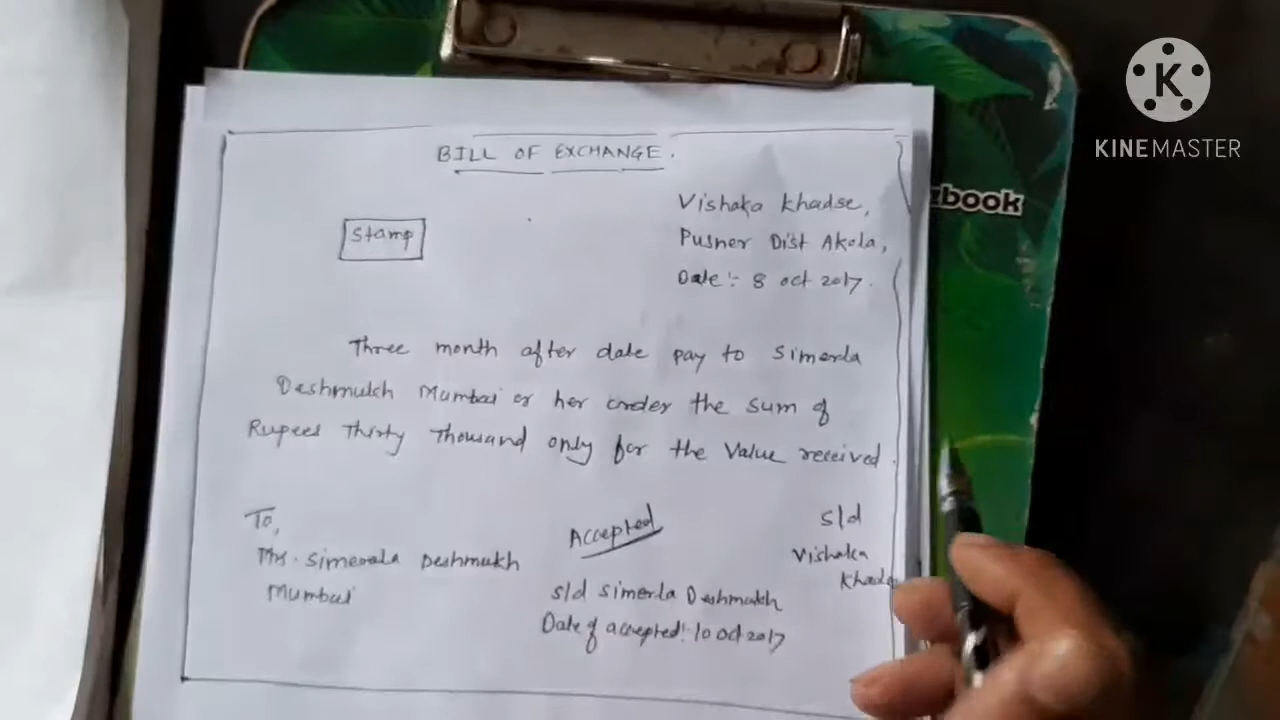 BILL OF EXCHANGE.
Stamp
Vishaka Khadse,
Pusner Dist Akola,
Date :- 8 oct 2017.
Three month after date pay to Simerla
Deshmukh Mumbai or her order the sum of
Rupees Thirty Thousand only for the Value received.
To,
Mrs. Simerala Deshmukh
Mumbai
Accepted
s/d simerla Deshmukh
Date of accepted:- 10 oct 2017
s/d
Vishaka
Khadse
K
KINEMASTER
book